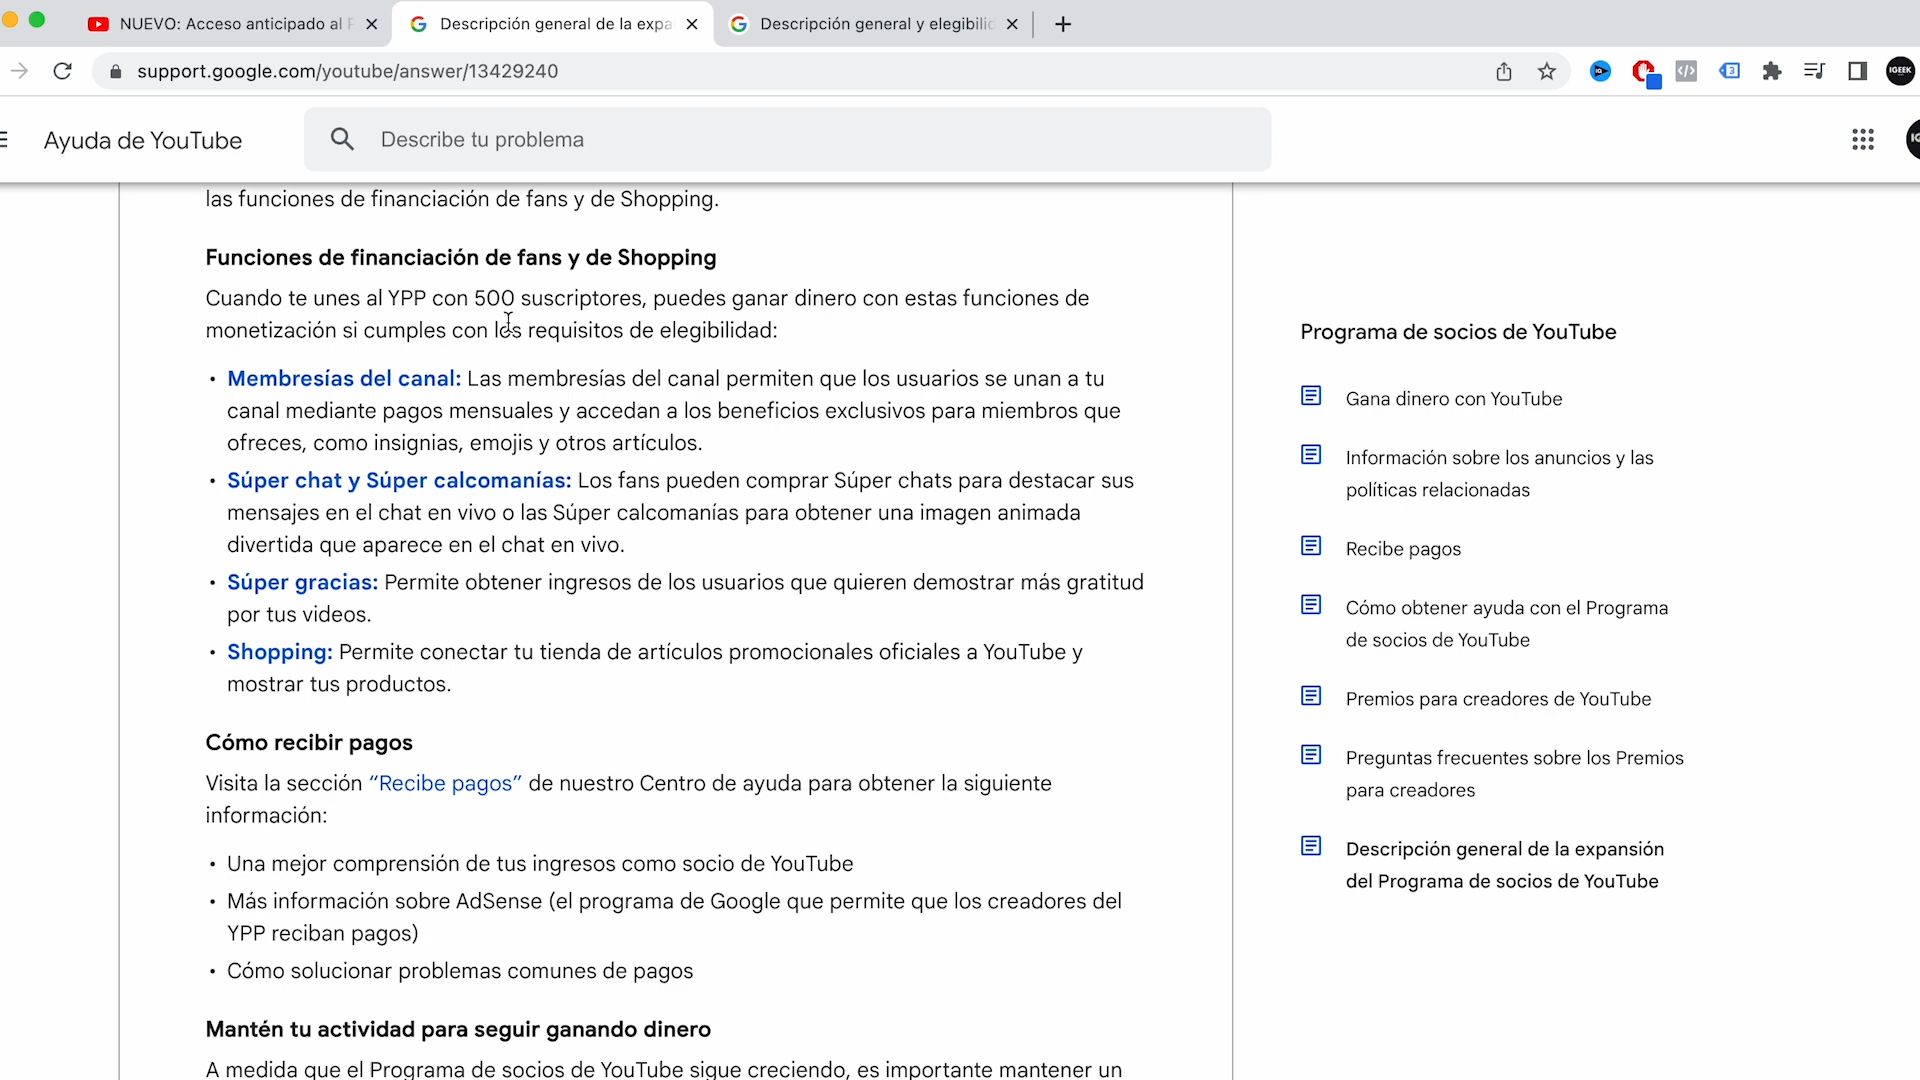 NUEVO: Acceso anticipado al P
Descripción general de la expa
Descripción general y elegibilid
support.google.com/youtube/answer/13429240
3
IGEEK
Ayuda de YouTube
Describe tu problema
las funciones de financiación de fans y de Shopping.
Funciones de financiación de fans y de Shopping
Cuando te unes al YPP con 500 suscriptores, puedes ganar dinero con estas funciones de
monetización si cumples con los requisitos de elegibilidad:
• Membresías del canal: Las membresías del canal permiten que los usuarios se unan a tu
canal mediante pagos mensuales y accedan a los beneficios exclusivos para miembros que
ofreces, como insignias, emojis y otros artículos.
• Súper chat y Súper calcomanías: Los fans pueden comprar Súper chats para destacar sus
mensajes en el chat en vivo o las Súper calcomanías para obtener una imagen animada
divertida que aparece en el chat en vivo.
• Súper gracias: Permite obtener ingresos de los usuarios que quieren demostrar más gratitud
por tus videos.
• Shopping: Permite conectar tu tienda de artículos promocionales oficiales a YouTube y
mostrar tus productos.
Cómo recibir pagos
Visita la sección “Recibe pagos” de nuestro Centro de ayuda para obtener la siguiente
información:
• Una mejor comprensión de tus ingresos como socio de YouTube
• Más información sobre AdSense (el programa de Google que permite que los creadores del
YPP reciban pagos)
• Cómo solucionar problemas comunes de pagos
Mantén tu actividad para seguir ganando dinero
A medida que el Programa de socios de YouTube sigue creciendo, es importante mantener un
Programa de socios de YouTube
Gana dinero con YouTube
Información sobre los anuncios y las
políticas relacionadas
Recibe pagos
Cómo obtener ayuda con el Programa
de socios de YouTube
Premios para creadores de YouTube
Preguntas frecuentes sobre los Premios
para creadores
Descripción general de la expansión
del Programa de socios de YouTube